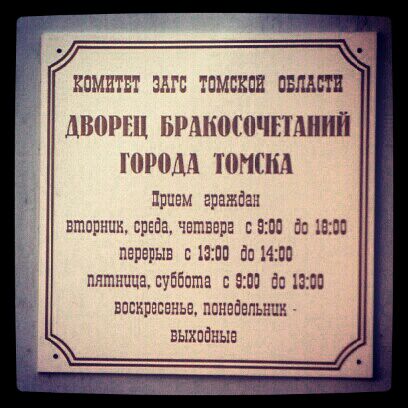 КОМИТЕТ ЗАГС ТОМСКОЙ ОБЛАСТИ
ДВОРЕЦ БРАКОСОЧЕТАНИЙ
ГОРОДА ТОМСКА
Прием граждан
вторник, среда, четверг с 9:00 до 18:00
перерыв с 13:00 до 14:00
пятница, суббота с 9:00 до 13:00
воскресенье, понедельник -
выходные